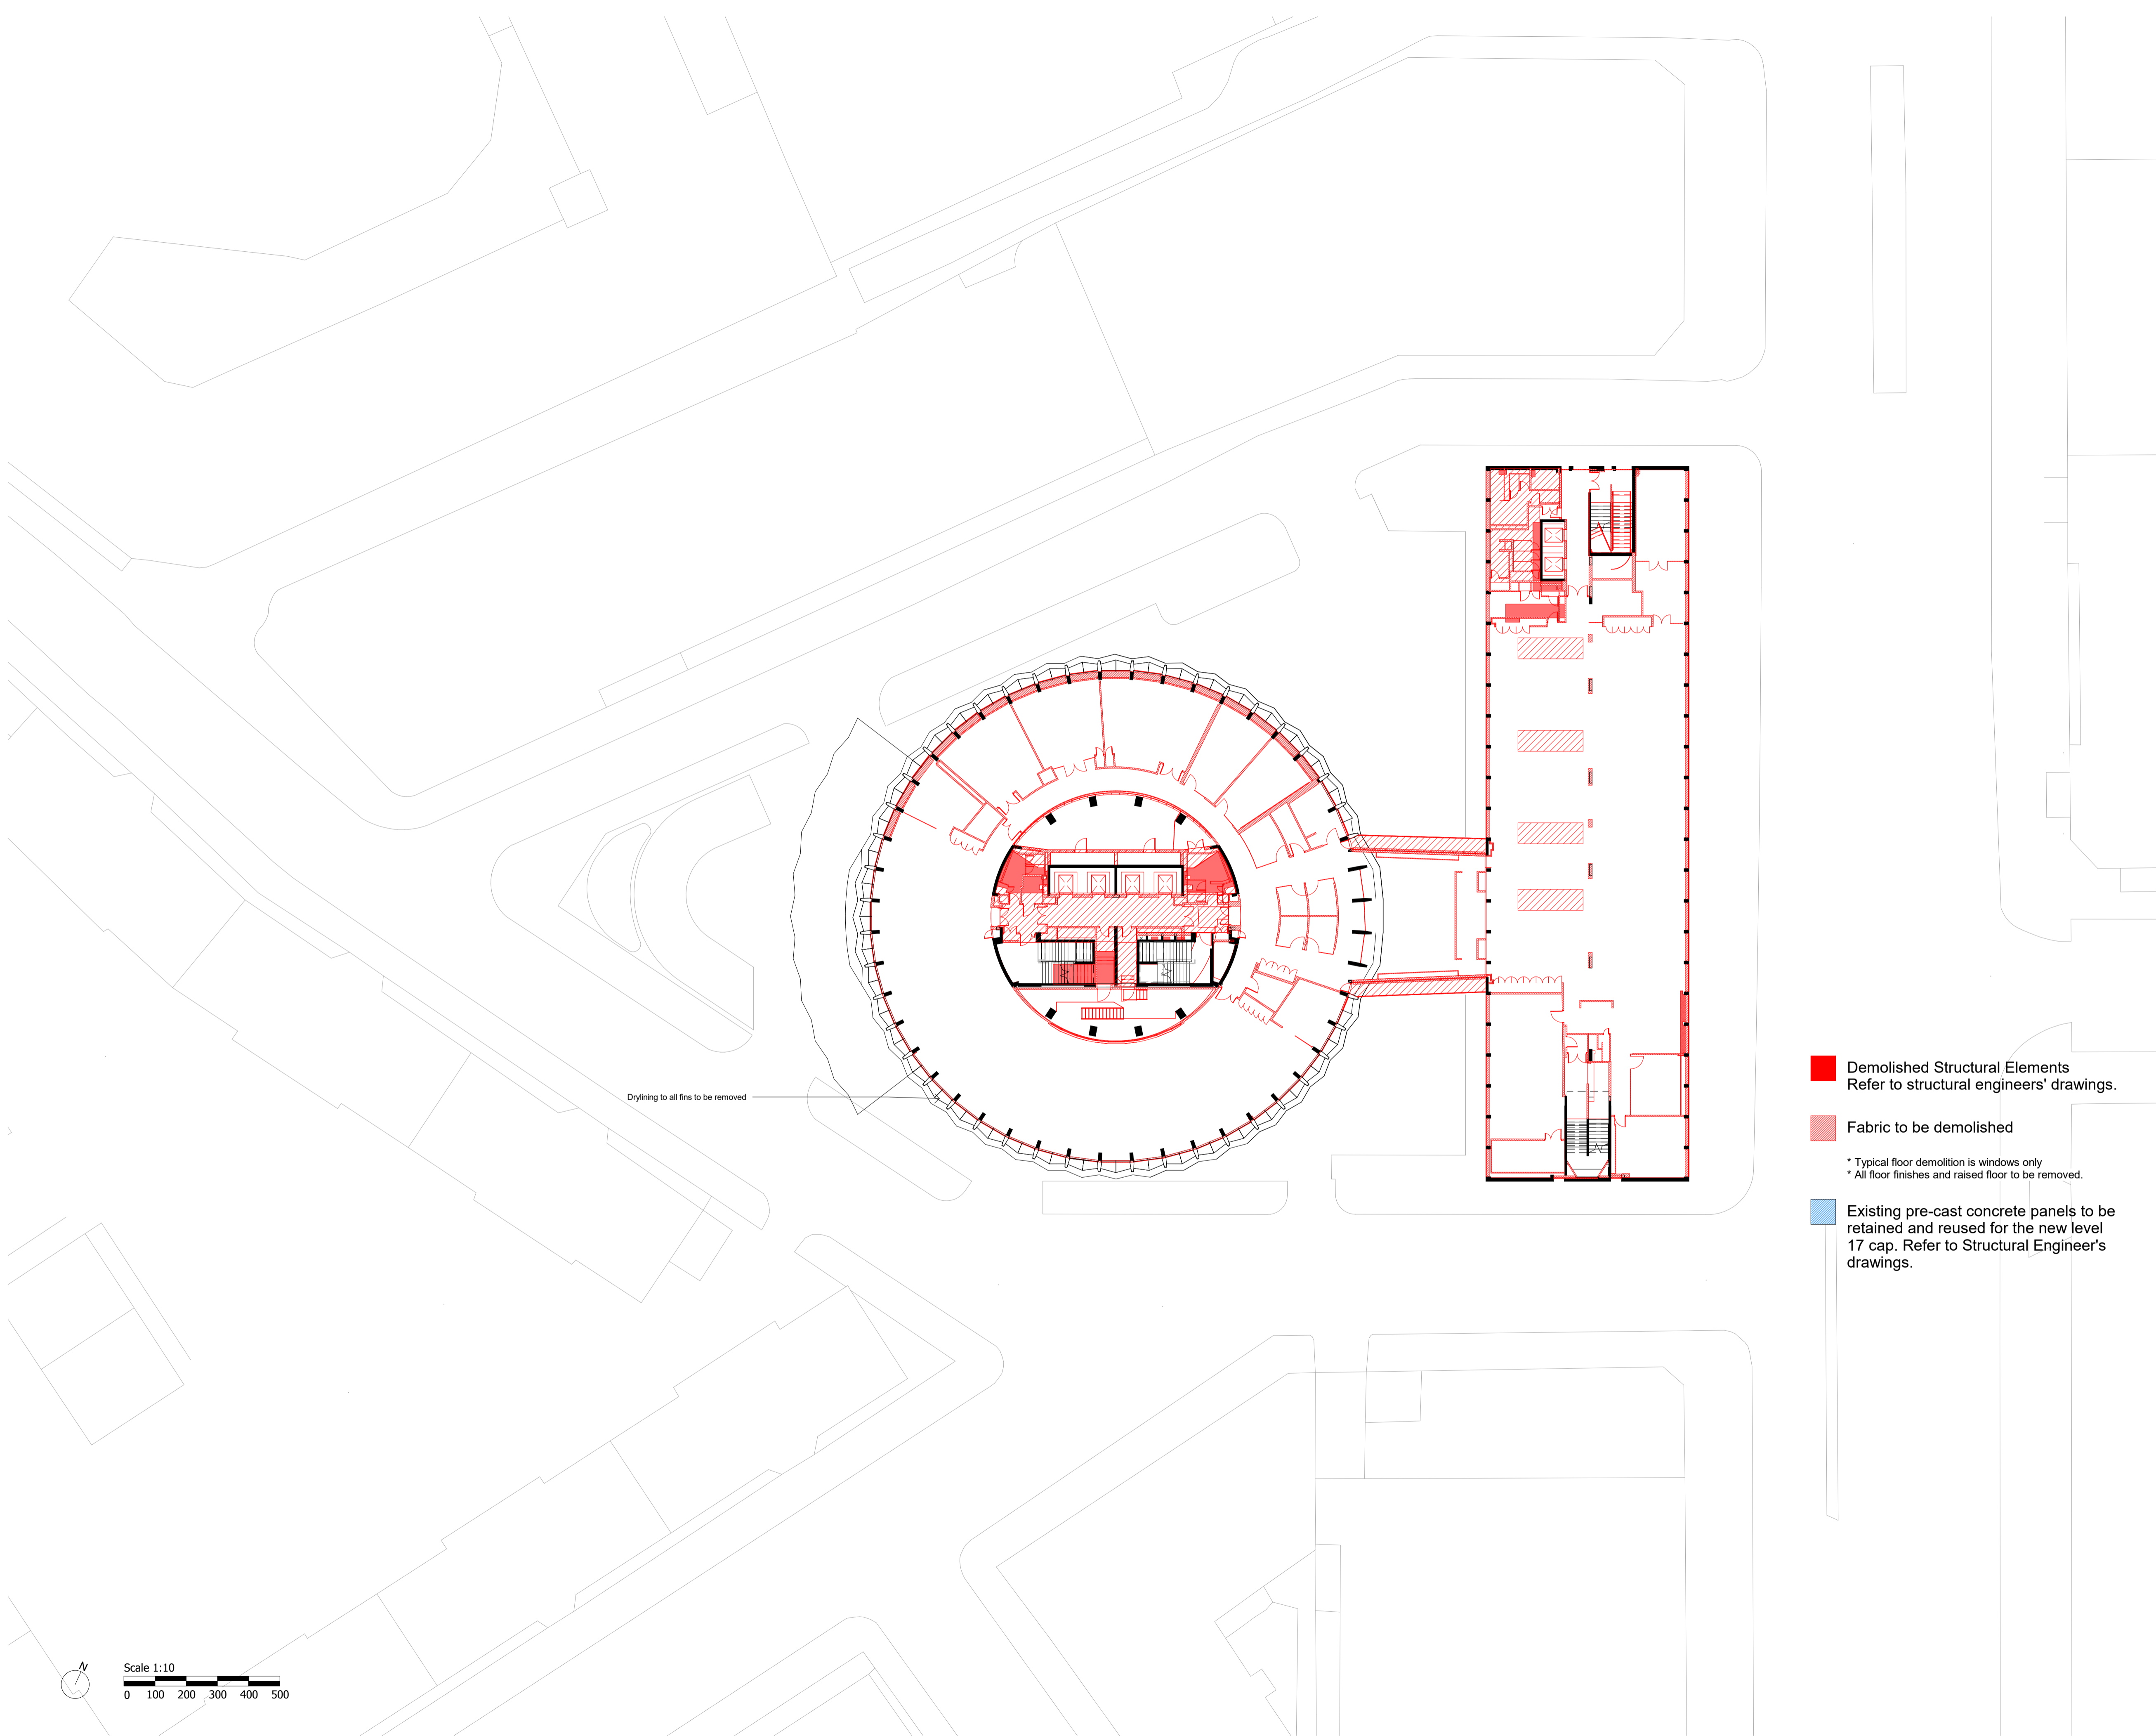 Demolished Structural Elements
Refer to structural engineers' drawings.
Fabric to be demolished
* Typical floor demolition is windows only
* All floor finishes and raised floor to be removed.
Existing pre-cast concrete panels to be
retained and reused for the new level
17 cap. Refer to Structural Engineer's
drawings.
Drylining to all fins to be removed
N
Scale 1:10
0 100 200 300 400 500